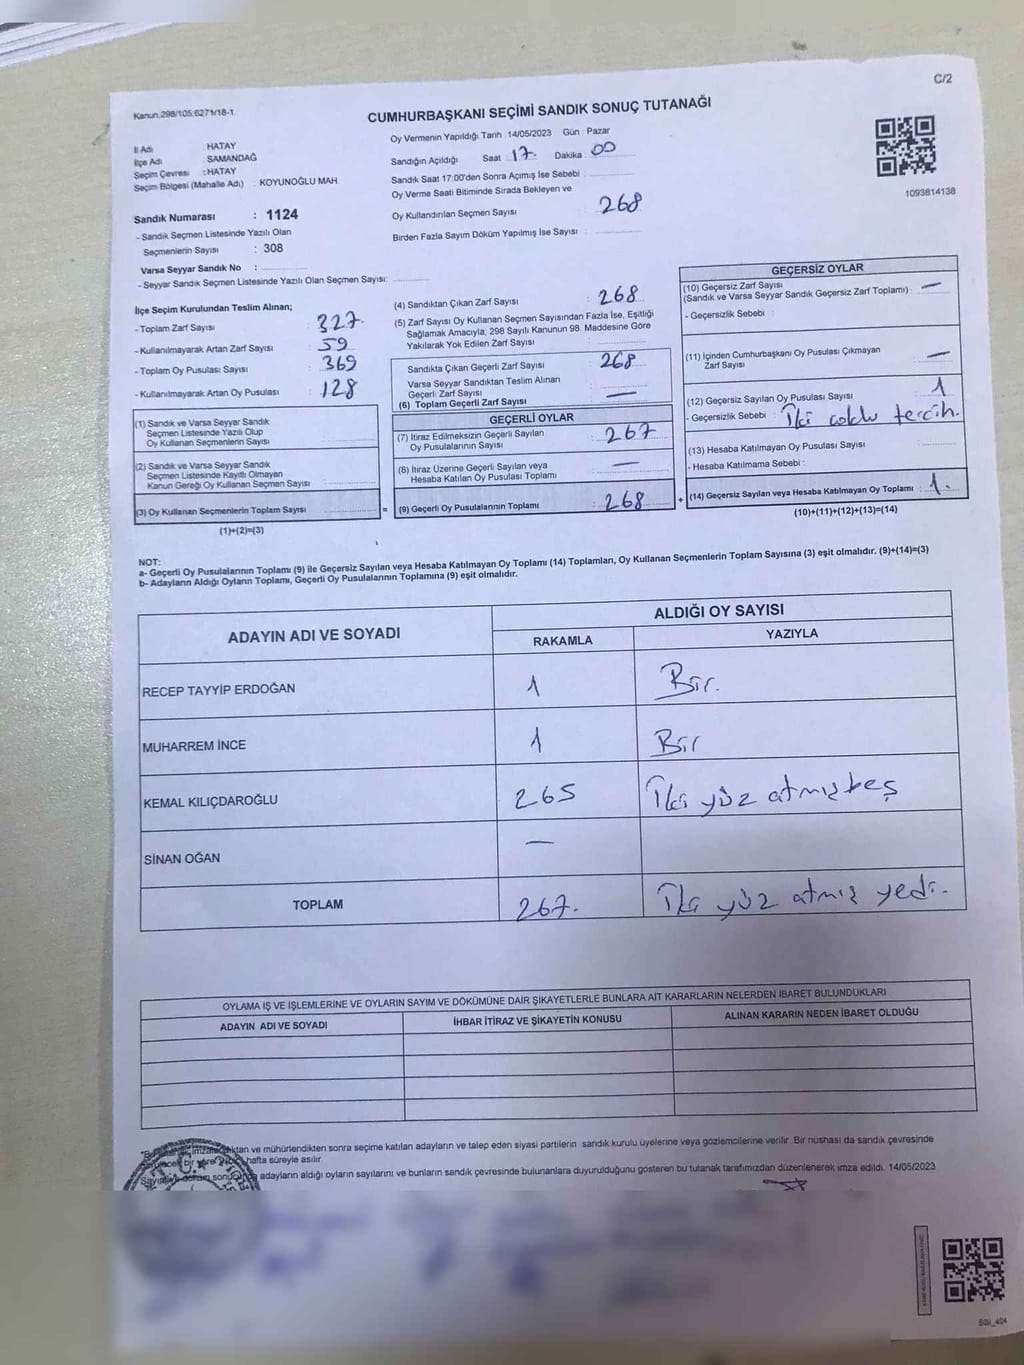 C/2
Kanun:298/105;6271/18-1
CUMHURBAŞKANI SEÇİMİ SANDIK SONUÇ TUTANAĞI
İl Adı : HATAY
İlçe Adı : SAMANDAĞ
Seçim Çevresi : HATAY
Seçim Bölgesi (Mahalle Adı) : KOYUNOĞLU MAH.
Oy Vermenin Yapıldığı Tarih 14/05/2023 Gün : Pazar
Sandığın Açıldığı Saat 17 Dakika : 00
Sandık Saat 17:00'den Sonra Açımış İse Sebebi :
Oy Verme Saati Bitiminde Sırada Bekleyen ve
Oy Kullandırılan Seçmen Sayısı : 268
Birden Fazla Sayım Döküm Yapılmış İse Sayısı :
1093814138
Sandık Numarası : 1124
- Sandık Seçmen Listesinde Yazılı Olan
Seçmenlerin Sayısı : 308
Varsa Seyyar Sandık No :
- Seyyar Sandık Seçmen Listesinde Yazılı Olan Seçmen Sayısı:
İlçe Seçim Kurulundan Teslim Alınan;
- Toplam Zarf Sayısı : 327
- Kullanılmayarak Artan Zarf Sayısı : 59
- Toplam Oy Pusulası Sayısı : 369
- Kullanılmayarak Artan Oy Pusulası : 128
(1) Sandık ve Varsa Seyyar Sandık
Seçmen Listesinde Yazılı Olup
Oy Kullanan Seçmenlerin Sayısı :
(2) Sandık ve Varsa Seyyar Sandık
Seçmen Listesinde Kayıtlı Olmayan
Kanun Gereği Oy Kullanan Seçmen Sayısı :
(3) Oy Kullanan Seçmenlerin Toplam Sayısı :
(1)+(2)=(3)
(4) Sandıktan Çıkan Zarf Sayısı : 268
(5) Zarf Sayısı Oy Kullanan Seçmen Sayısından Fazla İse, Eşitliği
Sağlamak Amacıyla; 298 Sayılı Kanunun 98. Maddesine Göre
Yakılarak Yok Edilen Zarf Sayısı :
Sandıkta Çıkan Geçerli Zarf Sayısı : 268
Varsa Seyyar Sandıktan Teslim Alınan
Geçerli Zarf Sayısı : —
(6) Toplam Geçerli Zarf Sayısı
GEÇERLİ OYLAR
(7) İtiraz Edilmeksizin Geçerli Sayılan
Oy Pusulalarının Sayısı : 267
(8) İtiraz Üzerine Geçerli Sayılan veya
Hesaba Katılan Oy Pusulası Toplamı : —
= (9) Geçerli Oy Pusulalarının Toplamı : 268 +
GEÇERSİZ OYLAR
(10) Geçersiz Zarf Sayısı
(Sandık ve Varsa Seyyar Sandık Geçersiz Zarf Toplamı) : —
- Geçersizlik Sebebi :
(11) İçinden Cumhurbaşkanı Oy Pusulası Çıkmayan
Zarf Sayısı : —
(12) Geçersiz Sayılan Oy Pusulası Sayısı : 1
- Geçersizlik Sebebi : İki tercih.
(13) Hesaba Katılmayan Oy Pusulası Sayısı :
- Hesaba Katılmama Sebebi :
(14) Geçersiz Sayılan veya Hesaba Katılmayan Oy Toplamı : 1.
(10)+(11)+(12)+(13)=(14)
NOT:
a- Geçerli Oy Pusulalarının Toplamı (9) ile Geçersiz Sayılan veya Hesaba Katılmayan Oy Toplamı (14) Toplamları, Oy Kullanan Seçmenlerin Toplam Sayısına (3) eşit olmalıdır. (9)+(14)=(3)
b- Adayların Aldığı Oyların Toplamı, Geçerli Oy Pusulalarının Toplamına (9) eşit olmalıdır.
ADAYIN ADI VE SOYADI
ALDIĞI OY SAYISI
RAKAMLA YAZIYLA
RECEP TAYYİP ERDOĞAN 1 Bir.
MUHARREM İNCE 1 Bir
KEMAL KILIÇDAROĞLU 265 İki yüz atmış beş
SİNAN OĞAN —
TOPLAM 267. İki yüz atmış yedi.
OYLAMA İŞ VE İŞLEMLERİNE VE OYLARIN SAYIM VE DÖKÜMÜNE DAİR ŞİKAYETLERLE BUNLARA AİT KARARLARIN NELERDEN İBARET BULUNDUKLARI
ADAYIN ADI VE SOYADI İHBAR İTİRAZ VE ŞİKAYETİN KONUSU ALINAN KARARIN NEDEN İBARET OLDUĞU
ve mühürlendikten sonra seçime katılan adayların ve talep eden siyasi partilerin sandık kurulu üyelerine veya gözlemcilerine verilir. Bir nüshası da sandık çevresinde
hafta süreyle asılır.
adayların aldığı oyların sayılarını ve bunların sandık çevresinde bulunanlara duyurulduğunu gösteren bu tutanak tarafımızdan düzenlenerek imza edildi. 14/05/2023